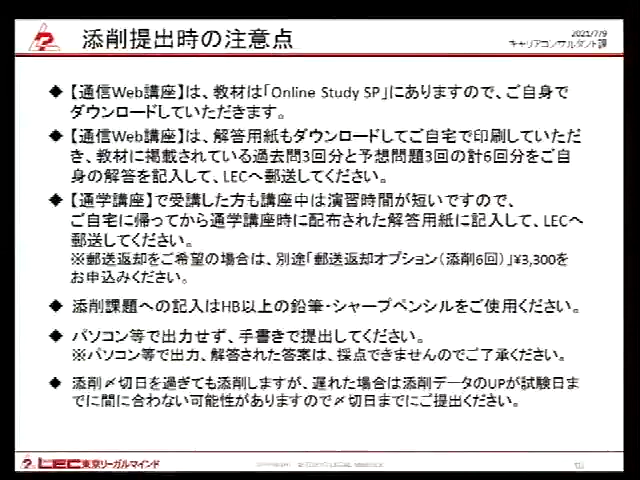 添削提出時の注意点
2021/7/9
キャリアコンサルタント課
◆ 【通信Web講座】は、教材は「Online Study SP」にありますので、ご自身で
ダウンロードしていただきます。
◆ 【通信Web講座】は、解答用紙もダウンロードしてご自宅で印刷していただ
き、教材に掲載されている過去問3回分と予想問題3回の計6回分をご自
身の解答を記入して、LECへ郵送してください。
◆ 【通学講座】で受講した方も講座中は演習時間が短いですので、
ご自宅に帰ってから通学講座時に配布された解答用紙に記入して、LECへ
郵送してください。
※郵送返却をご希望の場合は、別途「郵送返却オプション（添削6回）」¥3,300を
お申込みください。
◆ 添削課題への記入はHB以上の鉛筆・シャープペンシルをご使用ください。
◆ パソコン等で出力せず、手書きで提出してください。
※パソコン等で出力、解答された答案は、採点できませんのでご了承ください。
◆ 添削〆切日を過ぎても添削しますが、遅れた場合は添削データのUPが試験日ま
でに間に合わない可能性がありますので〆切日までにご提出ください。
LEC東京リーガルマインド